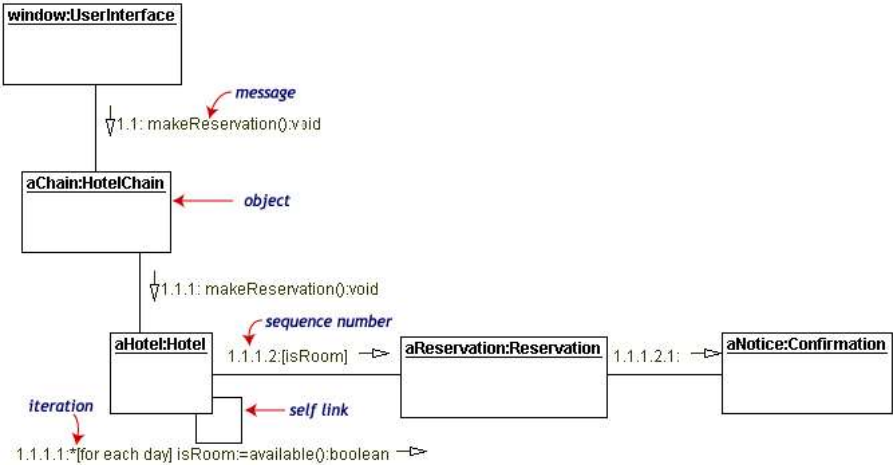 window:UserInterface
message
1.1: makeReservation():void
aChain:HotelChain
object
1.1.1: makeReservation():void
sequence number
aHotel:Hotel
1.1.1.2:[isRoom]
aReservation:Reservation
1.1.1.2.1:
aNotice:Confirmation
iteration
self link
1.1.1.1:*[for each day] isRoom:=available():boolean